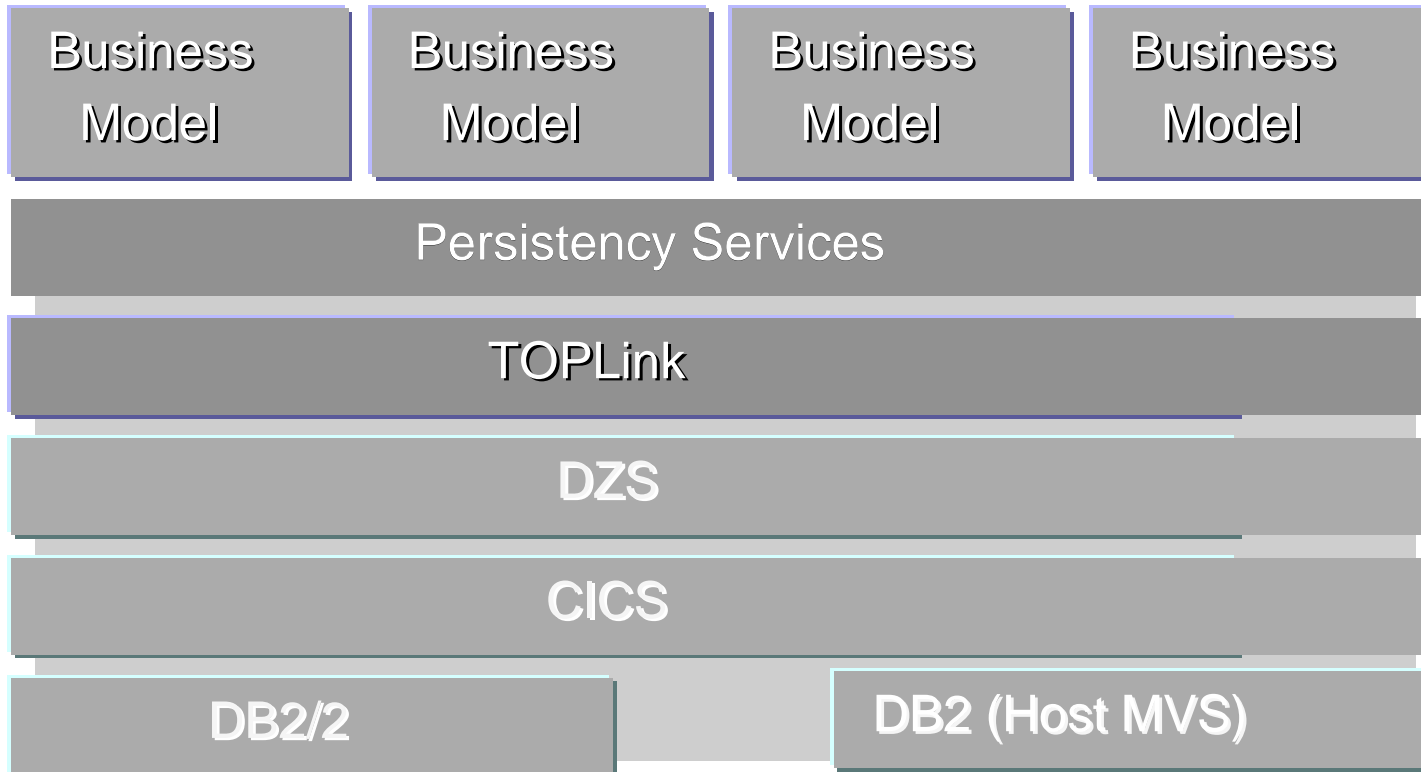 Business Business Business Business
Model Model Model Model
Persistency Services
TOPLink
DZS
CICS
DB2/2 DB2 (Host MVS)